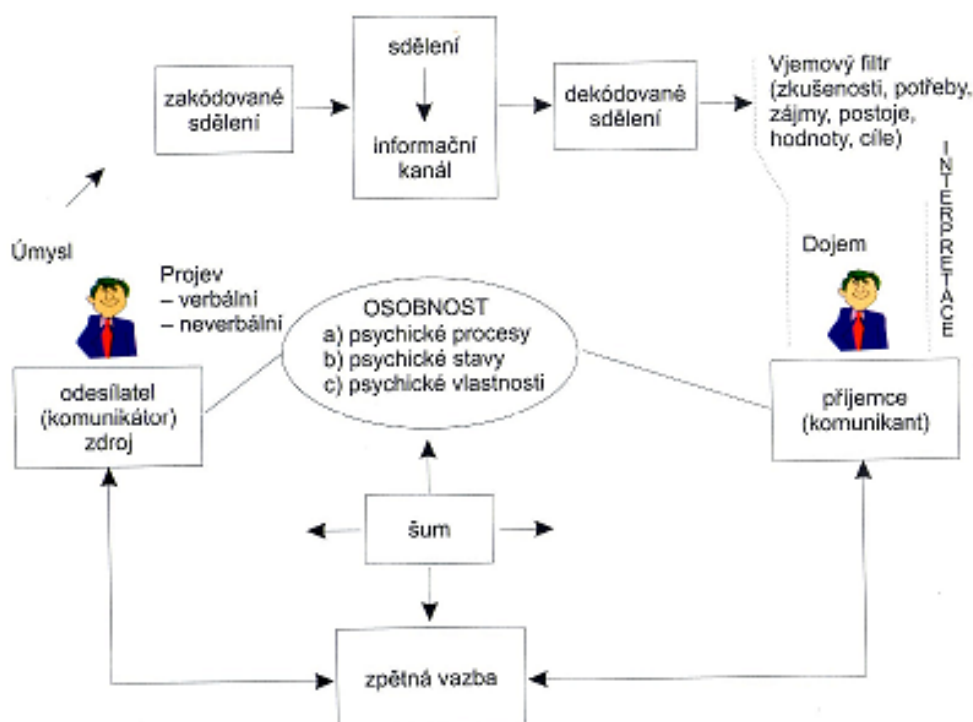 sdělení
informační
kanál
zakódované
sdělení
dekódované
sdělení
Vjemový filtr
(zkušenosti, potřeby,
zájmy, postoje,
hodnoty, cíle)
INTERPRETACE
Úmysl
Projev
– verbální
– neverbální
Dojem
OSOBNOST
a) psychické procesy
b) psychické stavy
c) psychické vlastnosti
odesílatel
(komunikátor)
zdroj
příjemce
(komunikant)
šum
zpětná vazba